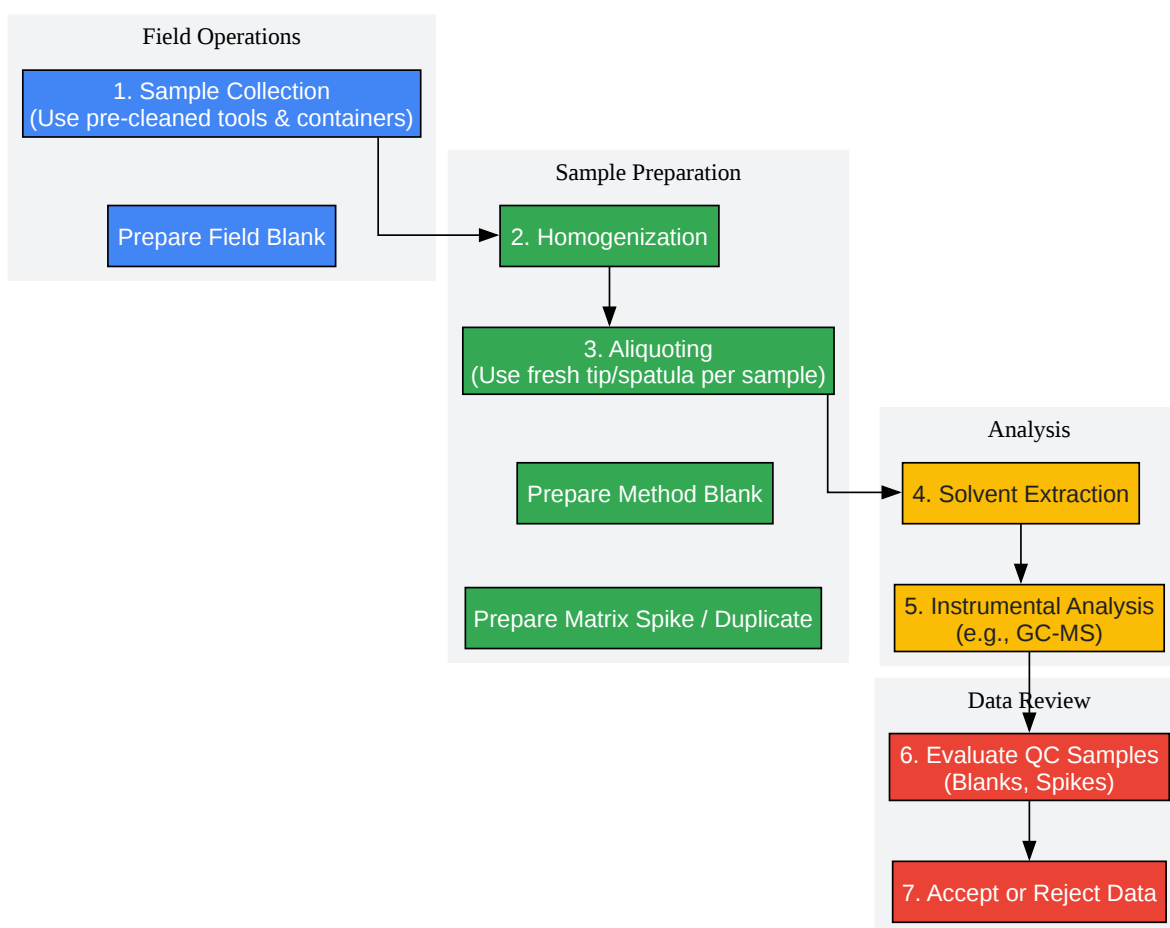 Field Operations
1. Sample Collection
(Use pre-cleaned tools & containers)
Prepare Field Blank
Sample Preparation
2. Homogenization
3. Aliquoting
(Use fresh tip/spatula per sample)
Prepare Method Blank
Prepare Matrix Spike / Duplicate
Analysis
4. Solvent Extraction
5. Instrumental Analysis
(e.g., GC-MS)
Data Review
6. Evaluate QC Samples
(Blanks, Spikes)
7. Accept or Reject Data